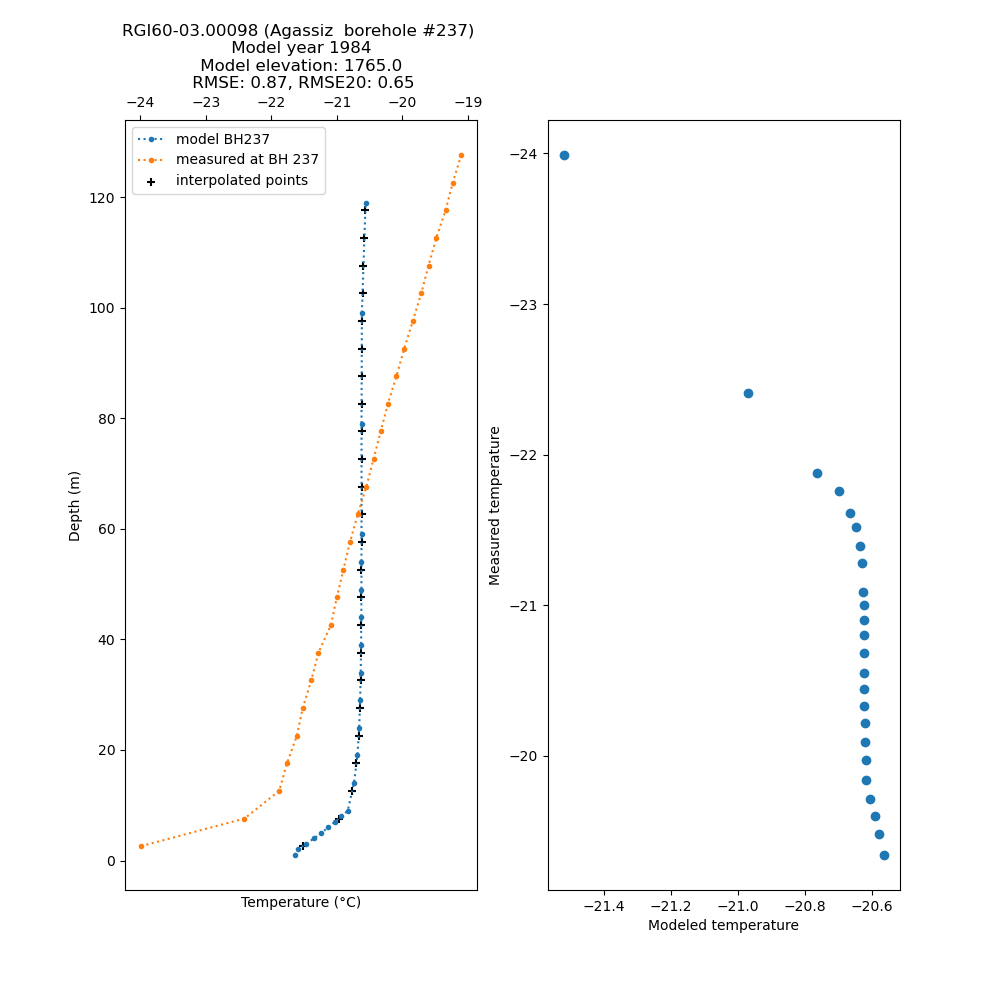 RGI60-03.00098 (Agassiz  borehole #237)
Model year 1984
Model elevation: 1765.0
RMSE: 0.87, RMSE20: 0.65
−24 −23 −22 −21 −20 −19
model BH237
measured at BH 237
interpolated points
120
100
80
60
40
20
0
Depth (m)
Temperature (°C)
−24
−23
−22
−21
−20
Measured temperature
−21.4 −21.2 −21.0 −20.8 −20.6
Modeled temperature